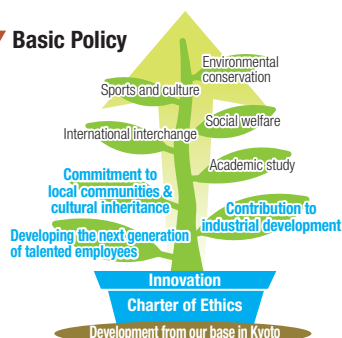 Basic Policy
Environmental
conservation
Sports and culture
Social welfare
International interchange
Academic study
Commitment to
local communities &
cultural inheritance
Contribution to
industrial development
Developing the next generation
of talented employees
Innovation
Charter of Ethics
Development from our base in Kyoto